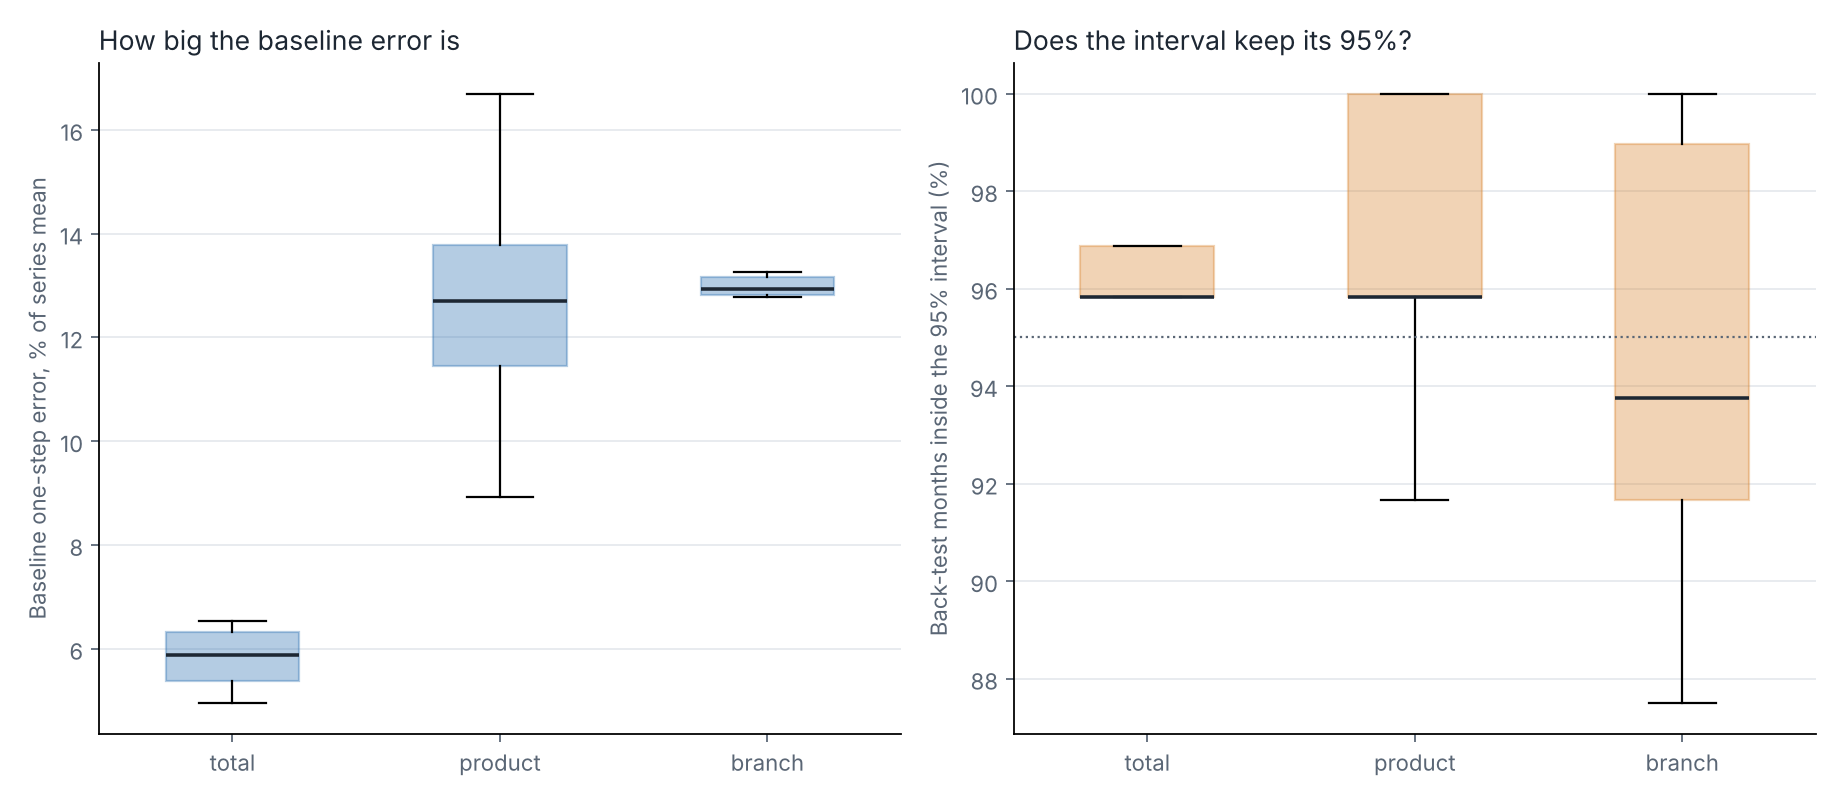 How big the baseline error is
Baseline one-step error, % of series mean
16
14
12
10
8
6
total
product
branch
Does the interval keep its 95%?
Back-test months inside the 95% interval (%)
100
98
96
94
92
90
88
total
product
branch